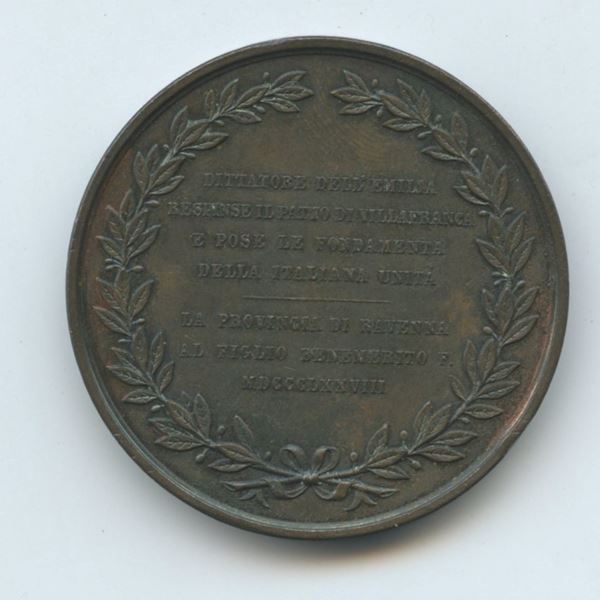 DITTATORE DELL'EMILIA
RESPINSE IL PATTO DI VILLAFRANCA
E POSE LE FONDAMENTA
DELLA ITALIANA UNITÁ
LA PROVINCIA DI RAVENNA
AL FIGLIO BENEMERITO F.
MDCCCLXXVIII